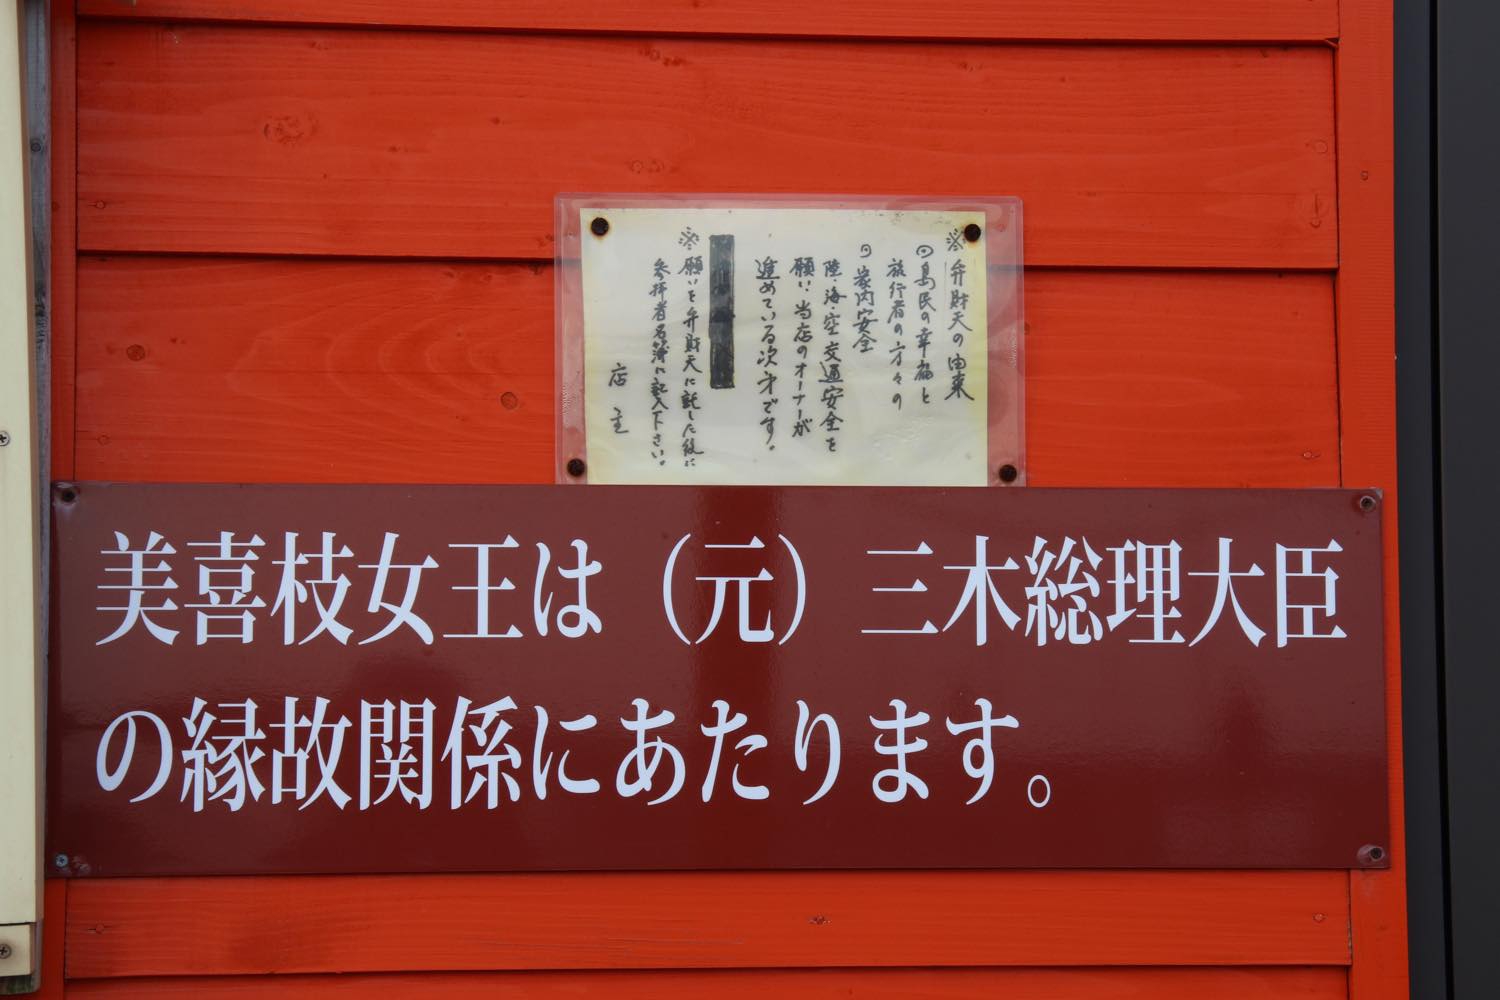 ※弁財天の由来
㊀島民の幸福と
旅行者の方々の
㊁家内安全
陸・海・空交通安全を
願い当店のオーナーが
進めている次才です。
※願いを弁財天に託した後に
参拝者名簿に記入下さい。
店主
美喜枝女王は（元）三木総理大臣
の縁故関係にあたります。